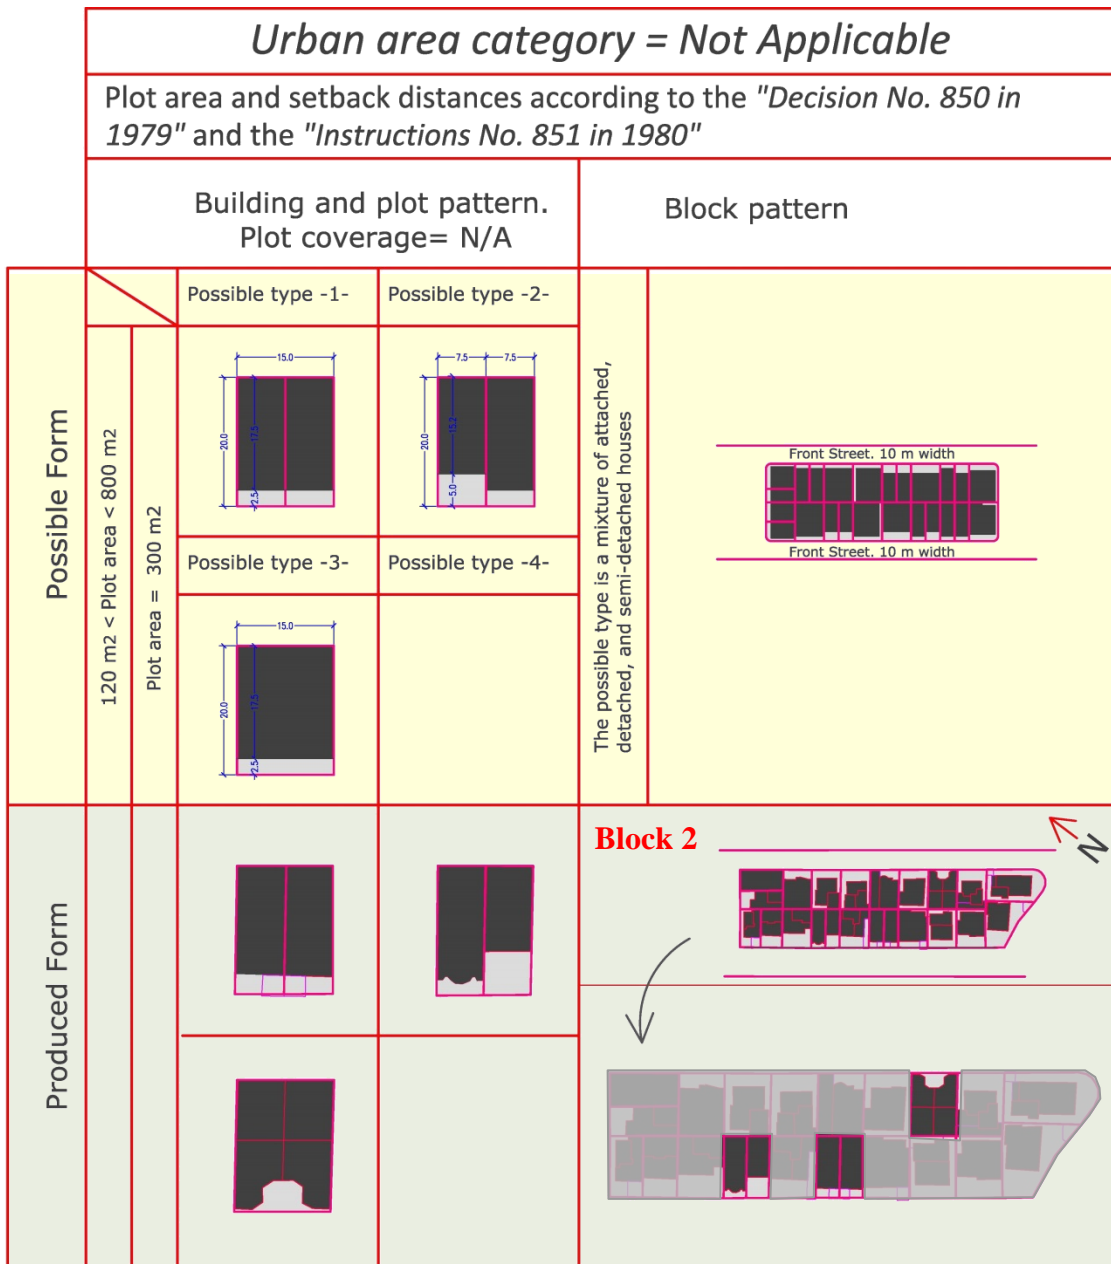 Urban area category = Not Applicable
Plot area and setback distances according to the "Decision No. 850 in
1979" and the "Instructions No. 851 in 1980"
Building and plot pattern.
Plot coverage= N/A
Block pattern
Possible Form
120 m2 < Plot area < 800 m2
Plot area = 300 m2
Possible type -1-
Possible type -2-
15.0
20.0
17.5
2.5
7.5
7.5
20.0
15.2
5.0
Possible type -3-
Possible type -4-
15.0
20.0
17.5
2.5
The possible type is a mixture of attached,
detached, and semi-detached houses
Front Street. 10 m width
Front Street. 10 m width
Produced Form
Block 2
N